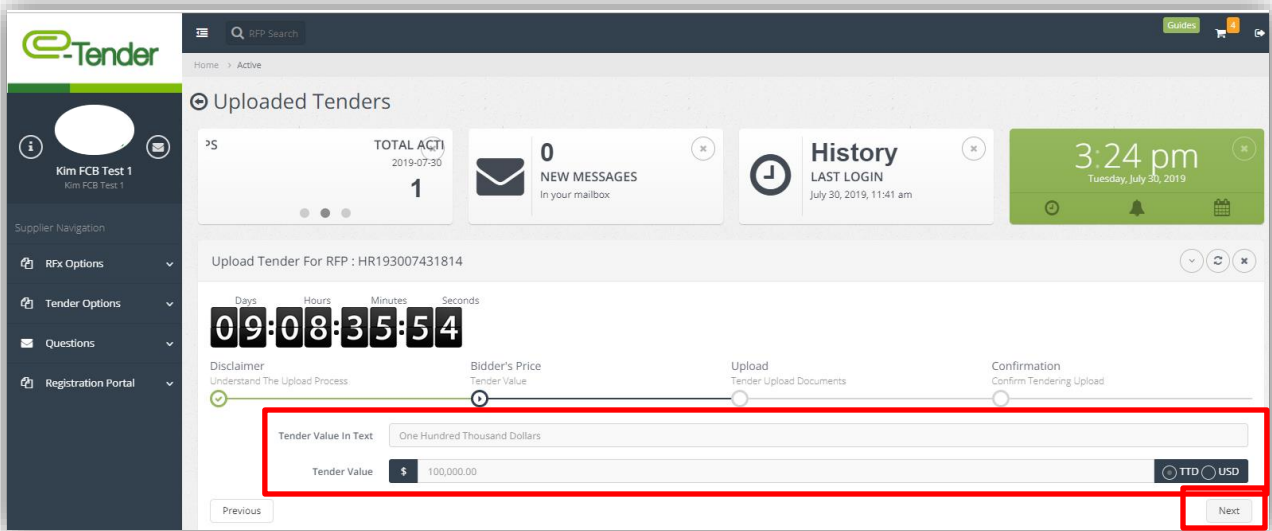 e-Tender
RFP Search
Guides
4
Home > Active
Uploaded Tenders
Kim FCB Test 1
Kim FCB Test 1
PS
TOTAL ACTI
2019-07-30
1
0
NEW MESSAGES
In your mailbox
History
LAST LOGIN
July 30, 2019, 11:41 am
3:24 pm
Tuesday, July 30, 2019
Supplier Navigation
RFx Options
Tender Options
Questions
Registration Portal
Upload Tender For RFP : HR193007431814
Days Hours Minutes Seconds
09:08:35:54
Disclaimer
Understand The Upload Process
Bidder's Price
Tender Value
Upload
Tender Upload Documents
Confirmation
Confirm Tendering Upload
Tender Value In Text One Hundred Thousand Dollars
Tender Value $ 100,000.00 TTD USD
Previous
Next